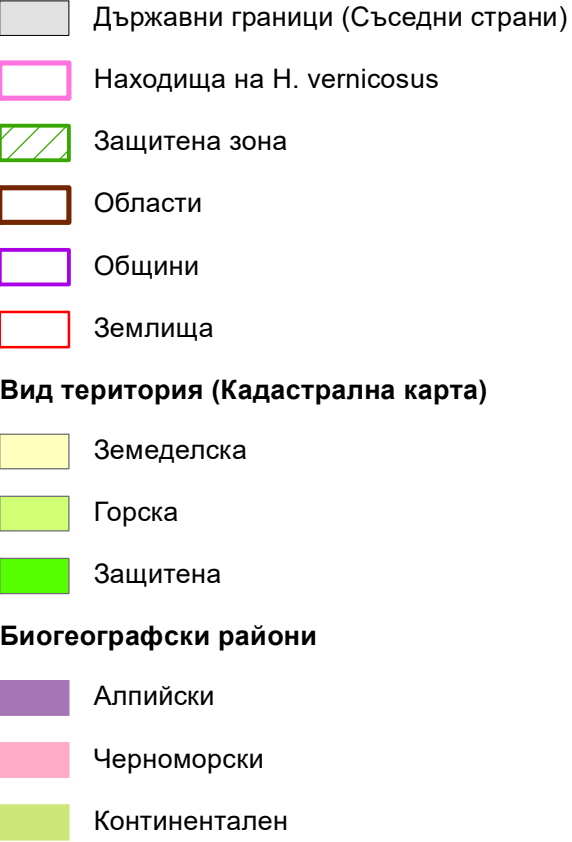 Държавни граници (Съседни страни)
Находища на H. vernicosus
Защитена зона
Области
Общини
Землища
Вид територия (Кадастрална карта)
Земеделска
Горска
Защитена
Биогеографски райони
Алпийски
Черноморски
Континентален